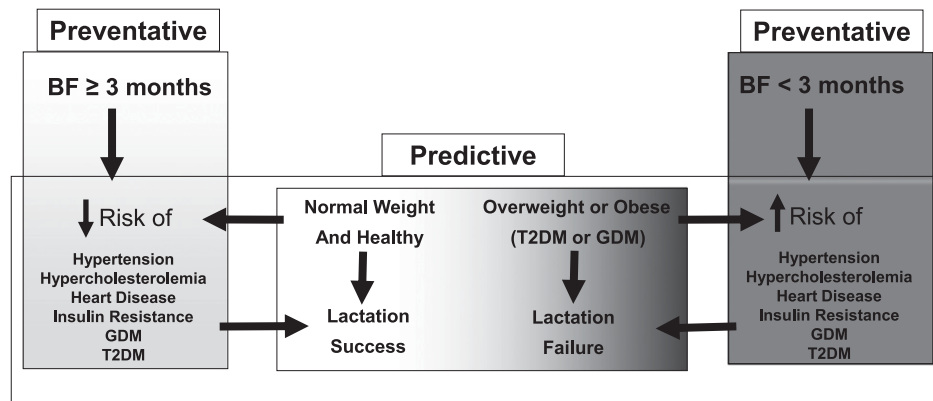 Preventative
BF ≥ 3 months
Risk of
Hypertension
Hypercholesterolemia
Heart Disease
Insulin Resistance
GDM
T2DM
Predictive
Normal Weight
And Healthy
Lactation
Success
Overweight or Obese
(T2DM or GDM)
Lactation
Failure
Preventative
BF < 3 months
Risk of
Hypertension
Hypercholesterolemia
Heart Disease
Insulin Resistance
GDM
T2DM